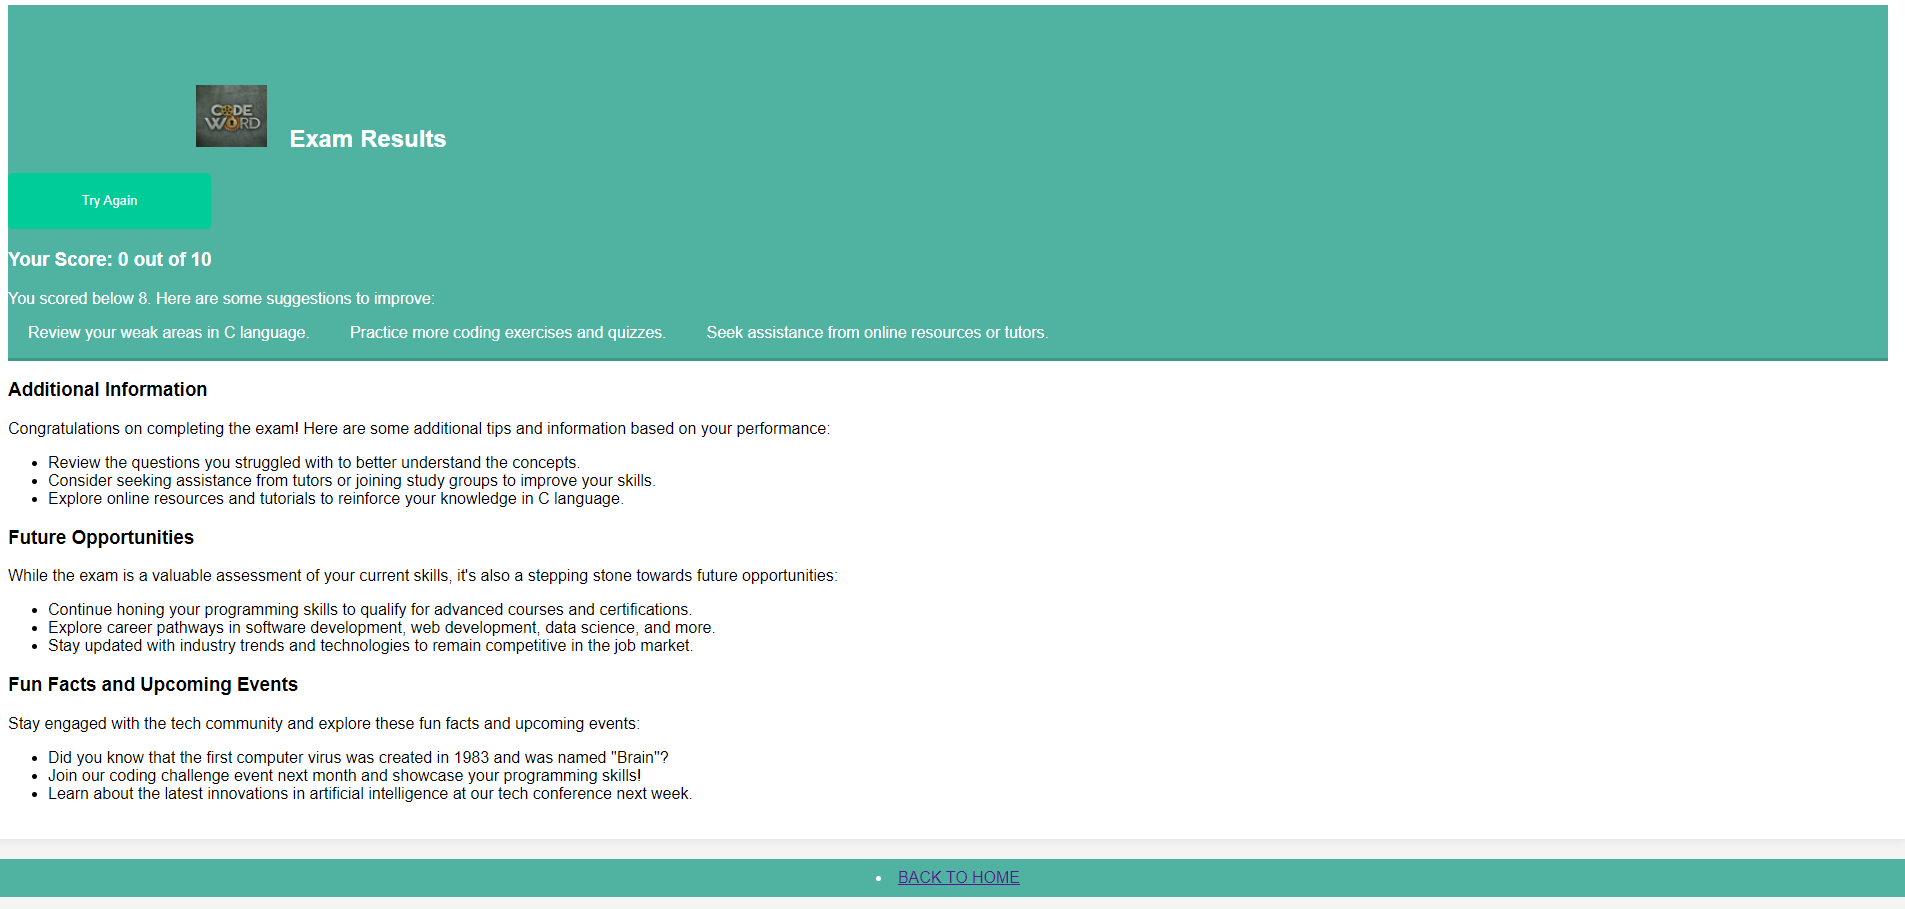 CODE
WORD
Exam Results
Try Again
Your Score: 0 out of 10
You scored below 8. Here are some suggestions to improve:
Review your weak areas in C language. Practice more coding exercises and quizzes. Seek assistance from online resources or tutors.
Additional Information
Congratulations on completing the exam! Here are some additional tips and information based on your performance:
• Review the questions you struggled with to better understand the concepts.
• Consider seeking assistance from tutors or joining study groups to improve your skills.
• Explore online resources and tutorials to reinforce your knowledge in C language.
Future Opportunities
While the exam is a valuable assessment of your current skills, it's also a stepping stone towards future opportunities:
• Continue honing your programming skills to qualify for advanced courses and certifications.
• Explore career pathways in software development, web development, data science, and more.
• Stay updated with industry trends and technologies to remain competitive in the job market.
Fun Facts and Upcoming Events
Stay engaged with the tech community and explore these fun facts and upcoming events:
• Did you know that the first computer virus was created in 1983 and was named "Brain"?
• Join our coding challenge event next month and showcase your programming skills!
• Learn about the latest innovations in artificial intelligence at our tech conference next week.
• BACK TO HOME